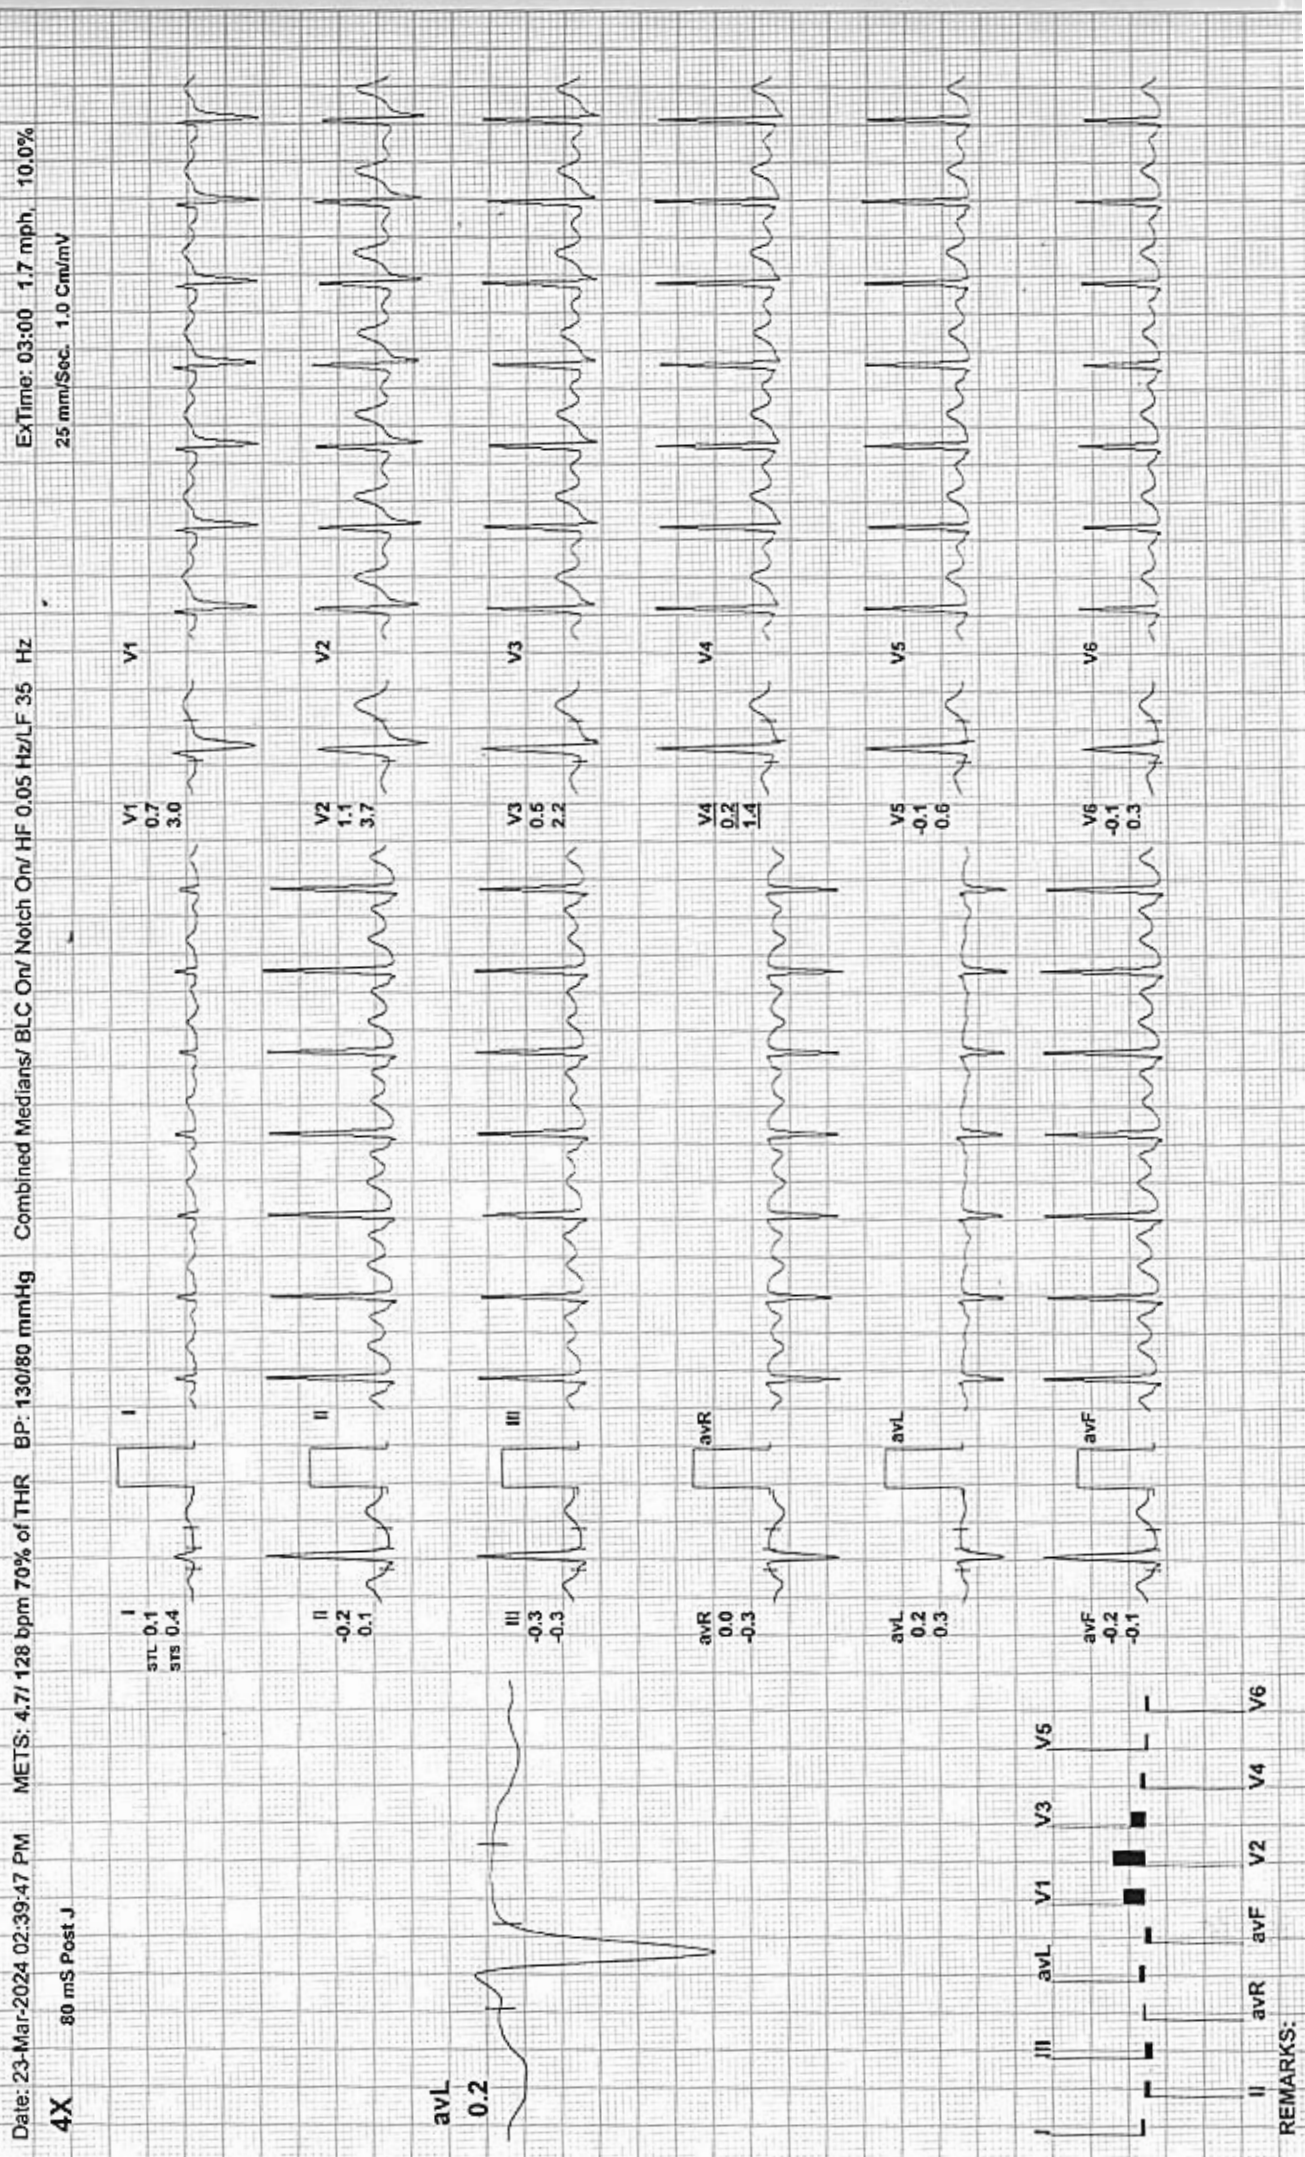 Date: 23-Mar-2024 02:39:47 PM METS: 4.7/ 128 bpm 70% of THR BP: 130/80 mmHg Combined Medians/ BLC On/ Notch On/ HF 0.05 Hz/LF 35 Hz ExTime: 03:00 1.7 mph, 10.0%
4X 80 mS Post J 25 mm/Sec. 1.0 Cm/mV
avL
0.2
I
STL 0.1
STS 0.4
I
V1
0.7
3.0
V1
II
-0.2
0.1
II
V2
1.1
3.7
V2
III
-0.3
-0.3
III
V3
0.5
2.2
V3
avR
0.0
-0.3
avR
V4
0.2
1.4
V4
avL
0.2
0.3
avL
V5
-0.1
0.6
V5
avF
-0.2
-0.1
avF
V6
-0.1
0.3
V6
I III avL V1 V3 V5
II avR avF V2 V4 V6
REMARKS: